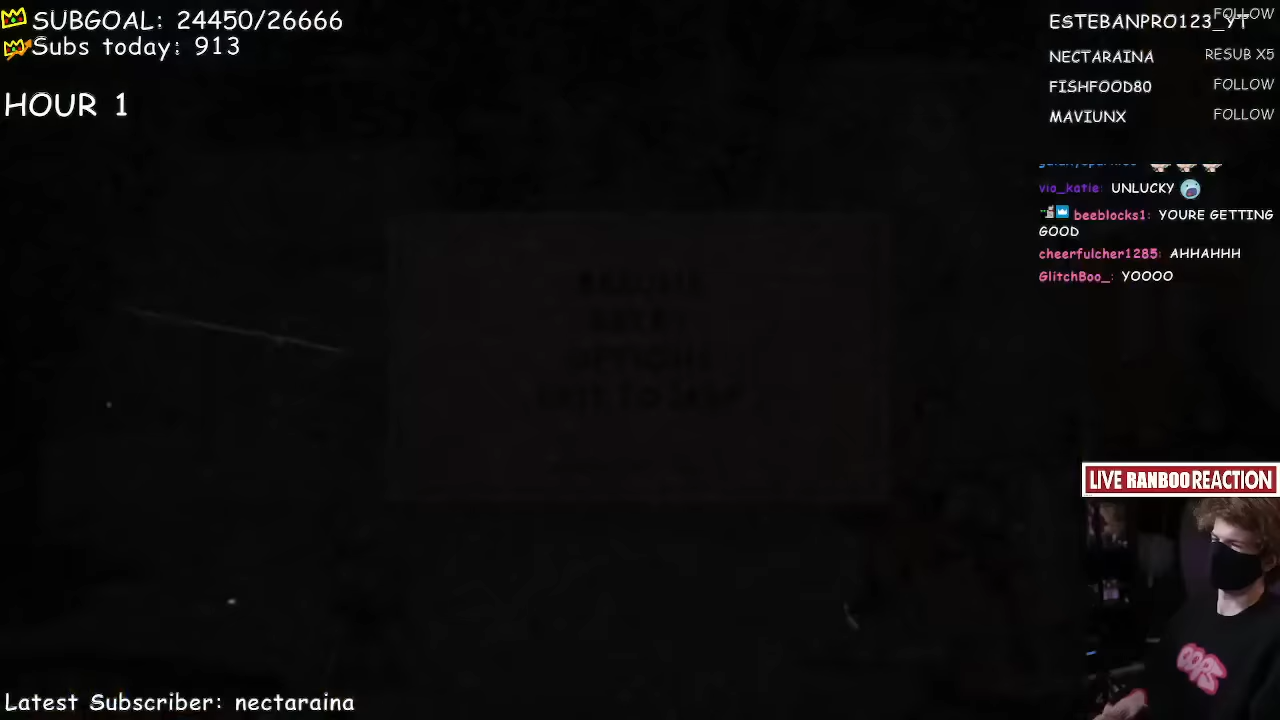 SUBGOAL: 24450/26666
Subs today: 913
HOUR 1
FOLLOW
ESTEBANPRO123_YT
NECTARAINA RESUB X5
FISHFOOD80 FOLLOW
MAVIUNX FOLLOW
vio_katie: UNLUCKY
beeblocks1: YOURE GETTING
GOOD
cheerfulcher1285: AHHAHHH
GlitchBoo_: YOOOO
LIVE RANBOO REACTION
OOPS
Latest Subscriber: nectaraina